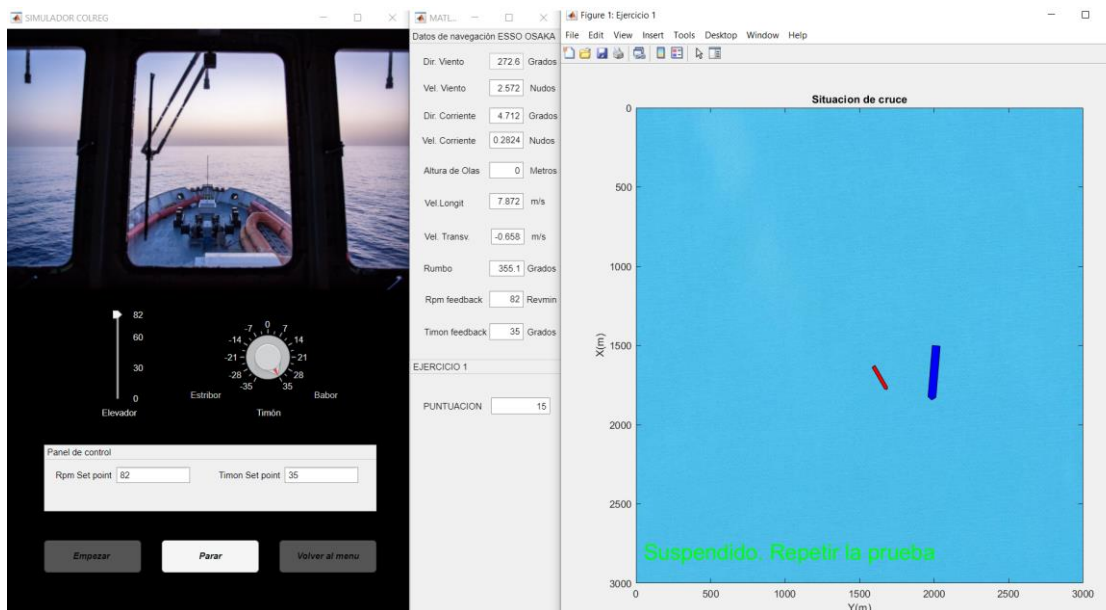 SIMULADOR COLREG
82
60
30
0
Elevador
-7 0 7
-14 14
-21 21
-28 28
-35 35
Estribor Babor
Timón
Panel de control
Rpm Set point 82 Timon Set point 35
Empezar Parar Volver al menu
MATL...
Datos de navegación ESSO OSAKA
Dir. Viento 272.6 Grados
Vel. Viento 2.572 Nudos
Dir. Corriente 4.712 Grados
Vel. Corriente 0.2824 Nudos
Altura de Olas 0 Metros
Vel.Longit 7.872 m/s
Vel. Transv. -0.658 m/s
Rumbo 355.1 Grados
Rpm feedback 82 Revmin
Timon feedback 35 Grados
EJERCICIO 1
PUNTUACION 15
Figure 1: Ejercicio 1
File Edit View Insert Tools Desktop Window Help
Situacion de cruce
0
500
1000
1500
2000
2500
3000
X(m)
Suspendido. Repetir la prueba
0 500 1000 1500 2000 2500 3000
Y(m)